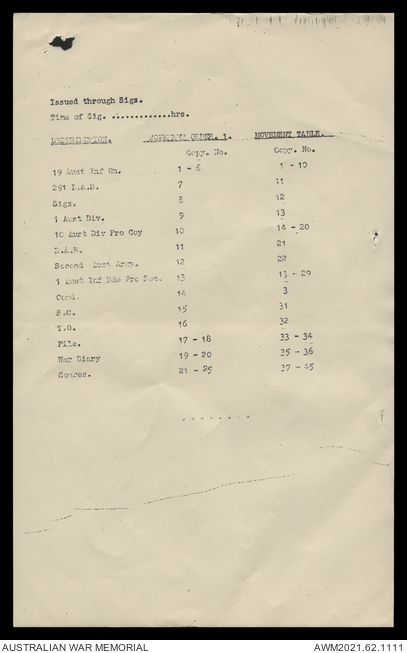 Issued through Sigs.
Time of Sig. .............hrs.
DISTRIBUTION. MOVEMENT ORDER. 1. MOVEMENT TABLE.
Copy. No. Copy. No.
19 Aust Inf Bn. 1 - 6 1 - 10
291 L.A.D. 7 11
Sigs. 8 12
1 Aust Div. 9 13
10 Aust Div Pro Coy 10 14 - 20
11 21
Second Aust Army. 12 22
1 Aust Inf Bde Pro Sec. 13 - 29
Comd. 14 3
S.C. 15 31
T.O. 16 32
File. 17 - 18 33 - 34
War Diary 19 - 20 35 - 36
Spares. 21 - 25 37 - 45
- - - - - - - -
AUSTRALIAN WAR MEMORIAL AWM2021.62.1111